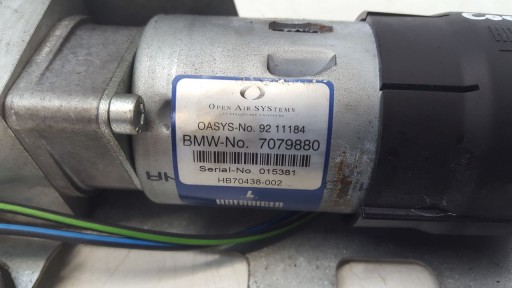 OPEN AIR SYSTEMS
OASYS-No. 92 11184
BMW-No. 7079880
Serial-No. 015381
HB70438-002